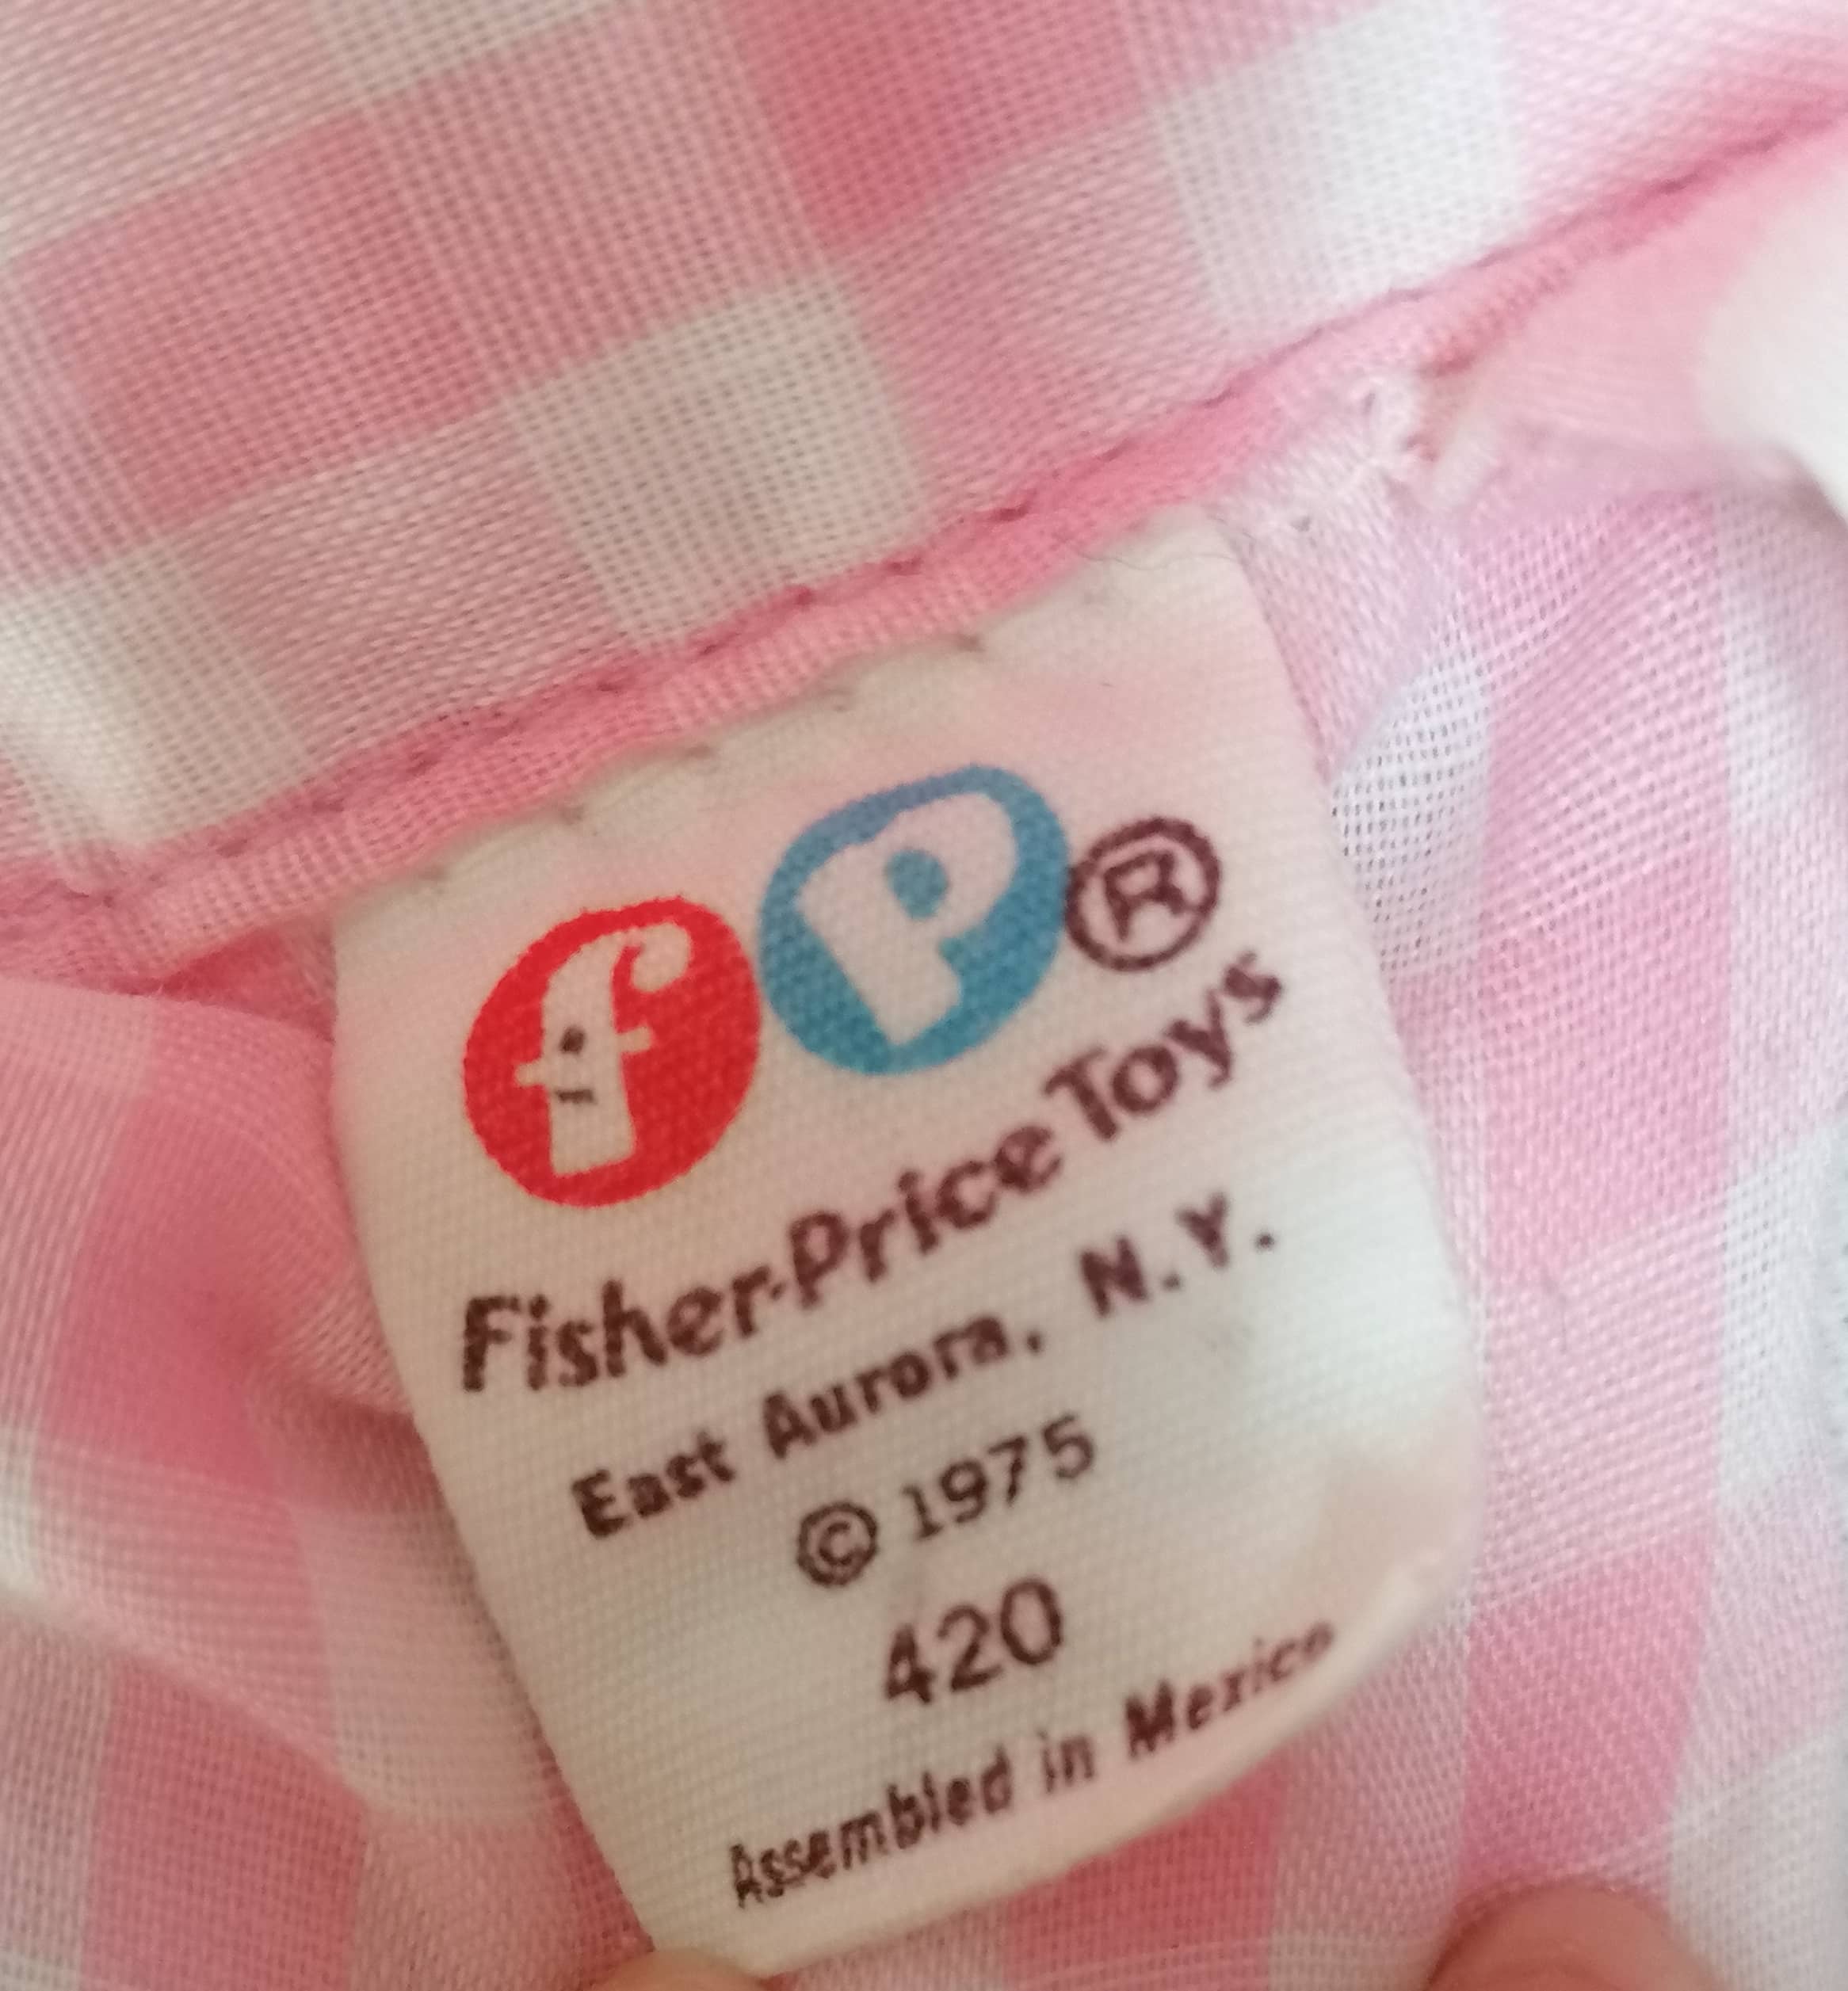 fP®
Fisher-Price Toys
East Aurora, N.Y.
© 1975
420
Assembled in Mexico